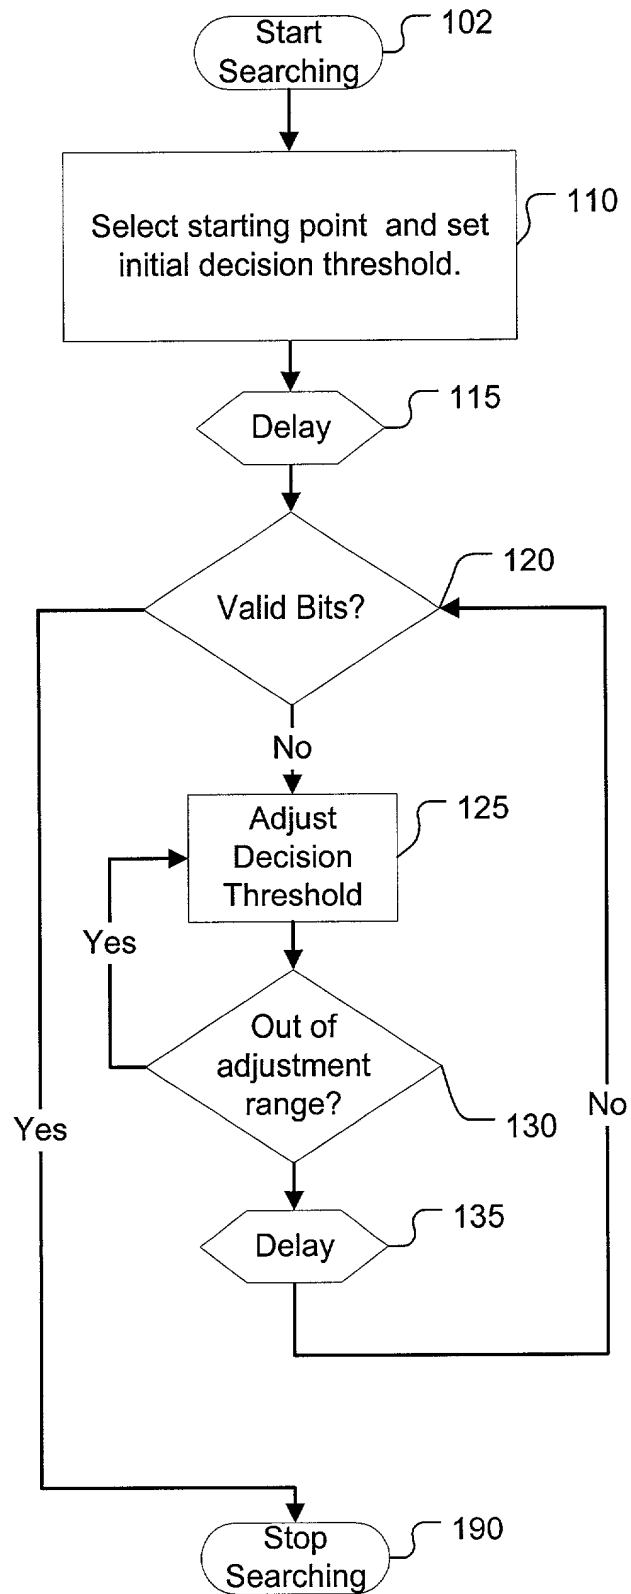 Start
Searching
102
Select starting point and set
initial decision threshold.
110
Delay
115
Valid Bits?
120
No
Adjust
Decision
Threshold
125
Yes
Out of
adjustment
range?
130
No
Yes
Delay
135
Stop
Searching
190